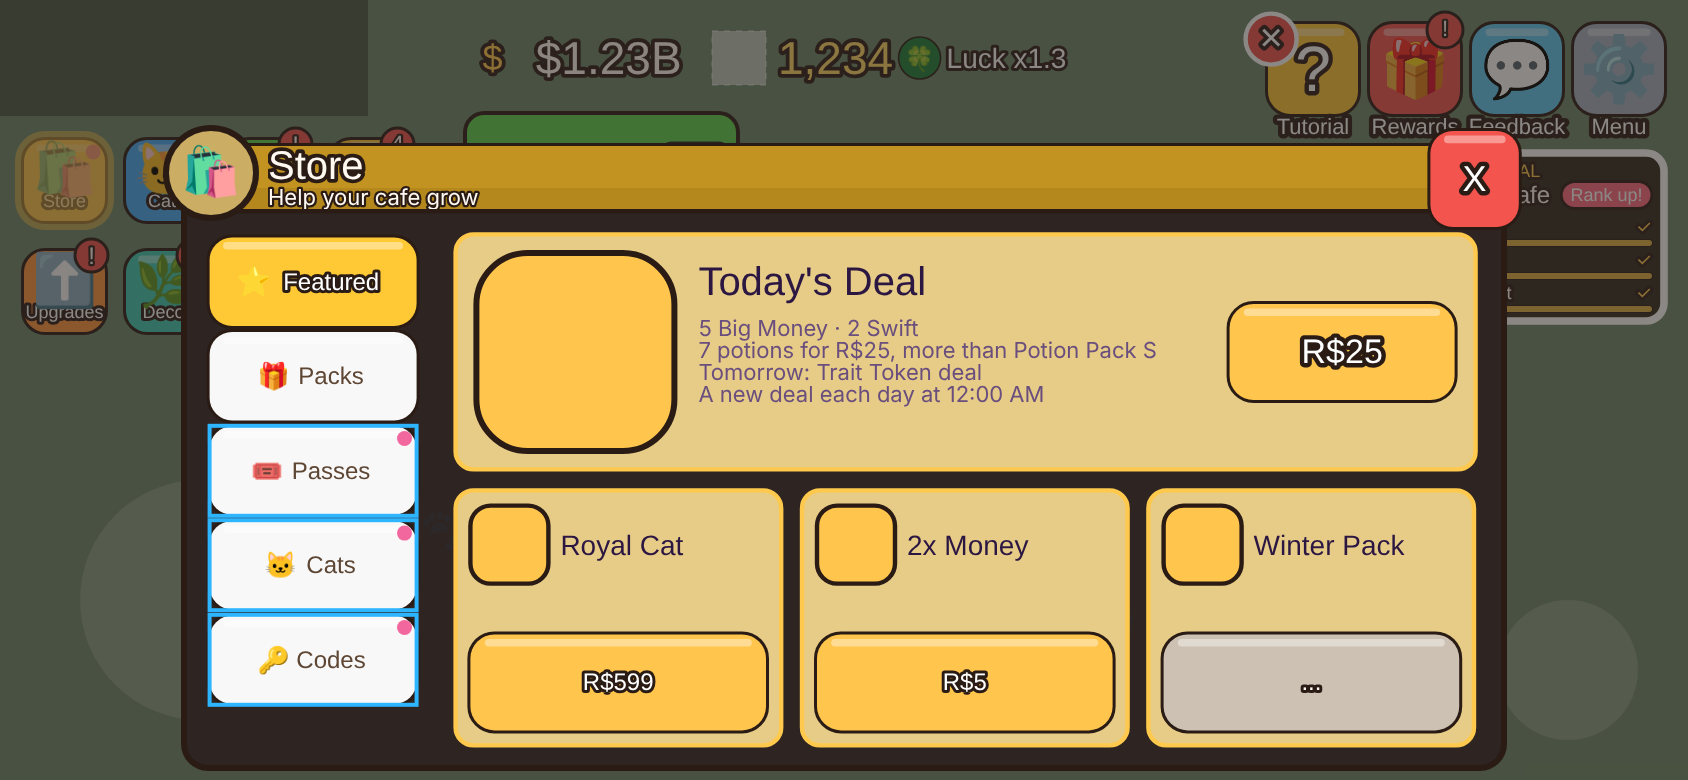 $ $1.23B 1,234 Luck x1.3
?
!
Tutorial Rewards Feedback Menu
Store
!
Upgrades
Store
Help your cafe grow
X
Rank up!
Featured
Packs
Passes
Cats
Codes
Today's Deal
5 Big Money · 2 Swift
7 potions for R$25, more than Potion Pack S
Tomorrow: Trait Token deal
A new deal each day at 12:00 AM
R$25
Royal Cat
R$599
2x Money
R$5
Winter Pack
...